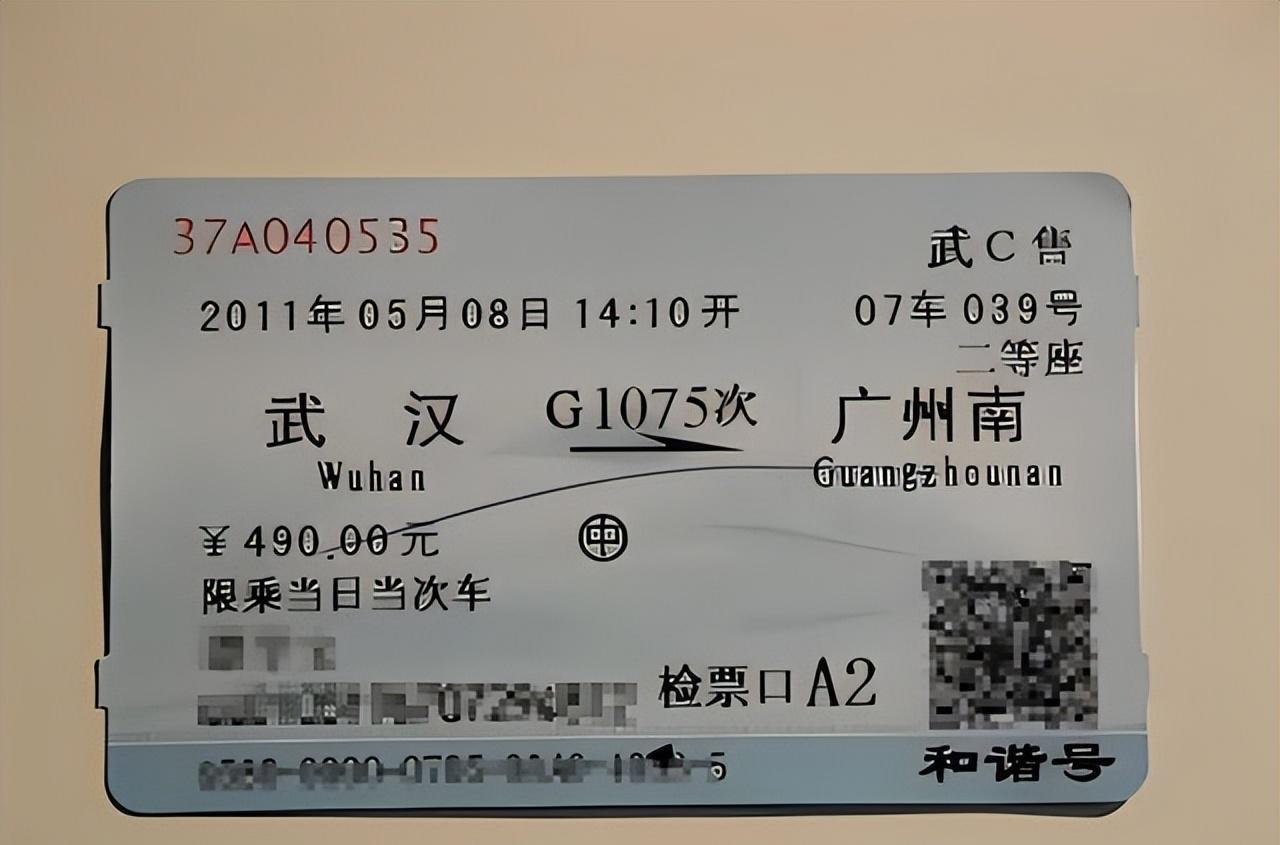 37A040535
武C售
2011年05月08日 14:10开 07车039号
二等座
武汉 G1075次 广州南
Wuhan Guangzhounan
¥490.00元
中
限乘当日当次车
检票口A2
和谐号